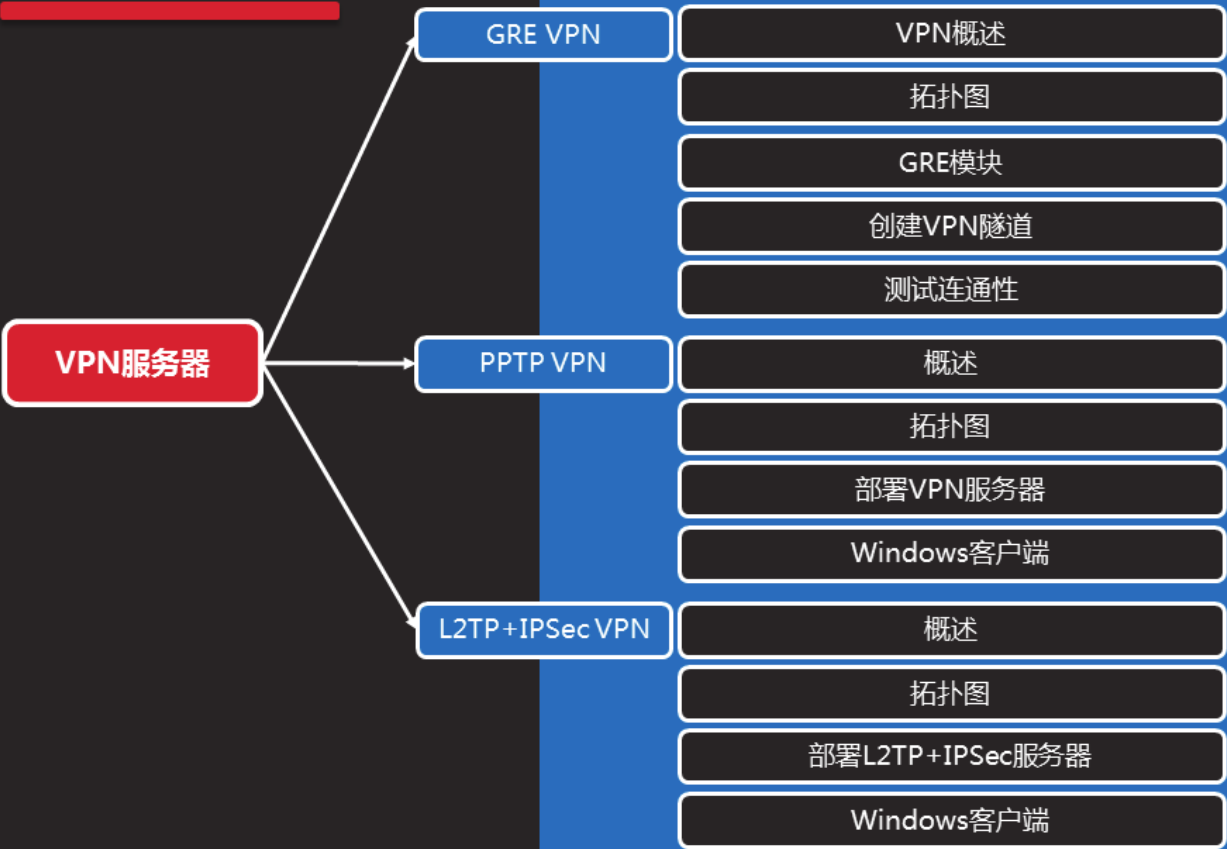 GRE VPN
VPN概述
拓扑图
GRE模块
创建VPN隧道
测试连通性
VPN服务器
PPTP VPN
概述
拓扑图
部署VPN服务器
Windows客户端
L2TP+IPSec VPN
概述
拓扑图
部署L2TP+IPSec服务器
Windows客户端